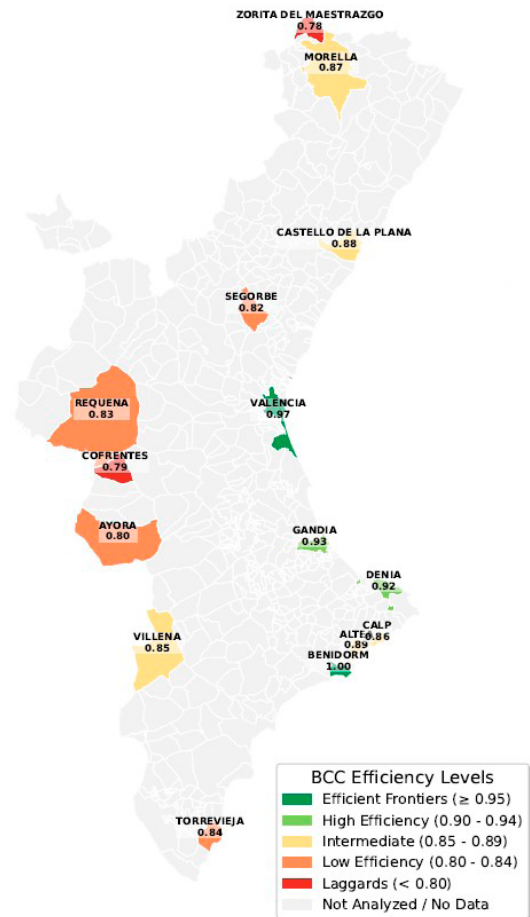 ZORITA DEL MAESTRAZGO
0.78
MORELLA
0.87
CASTELLO DE LA PLANA
0.88
SEGORBE
0.82
REQUENA
0.83
VALENCIA
0.97
COFRENTES
0.79
AYORA
0.80
GANDIA
0.93
DENIA
0.92
CALP
0.86
ALTEA
0.89
VILLENA
0.85
BENIDORM
1.00
TORREVIEJA
0.84
BCC Efficiency Levels
Efficient Frontiers (≥ 0.95)
High Efficiency (0.90 - 0.94)
Intermediate (0.85 - 0.89)
Low Efficiency (0.80 - 0.84)
Laggards (< 0.80)
Not Analyzed / No Data